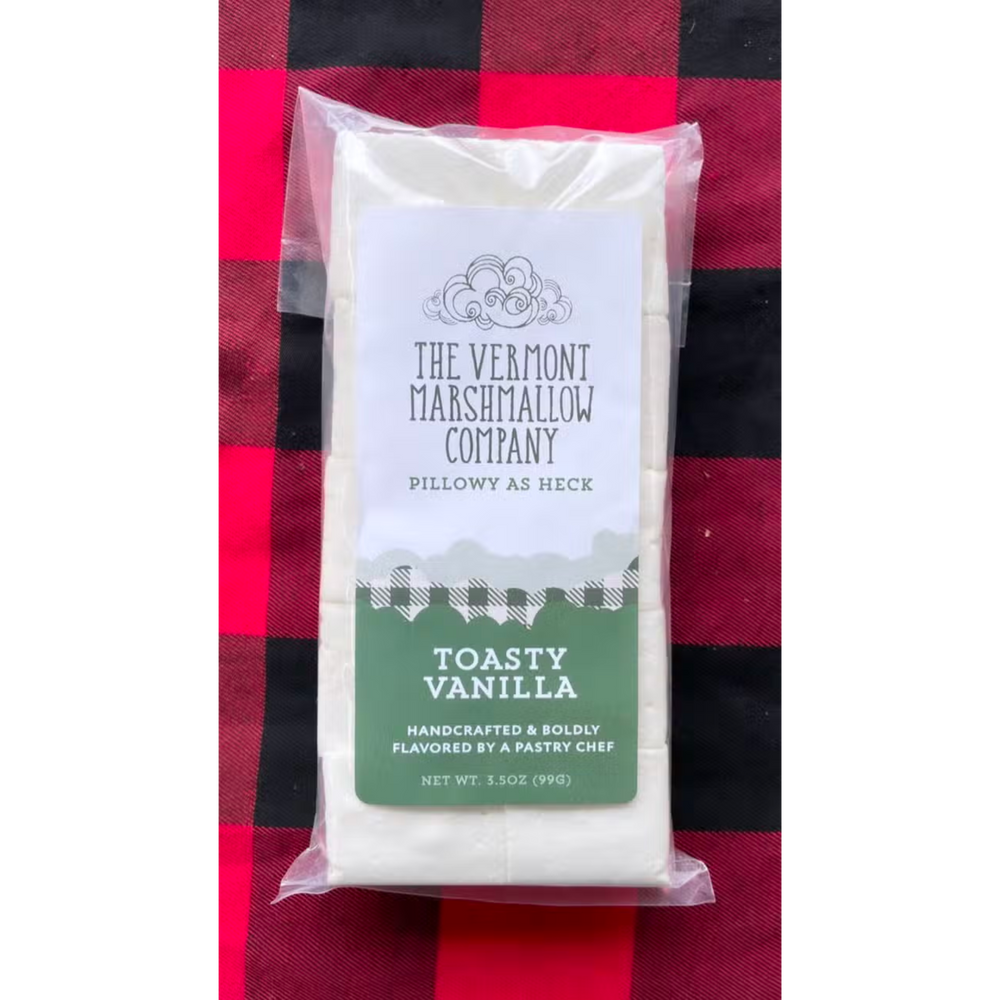 THE VERMONT
MARSHMALLOW
COMPANY
PILLOWY AS HECK
TOASTY
VANILLA
HANDCRAFTED & BOLDLY
FLAVORED BY A PASTRY CHEF
NET WT. 3.5OZ (99G)